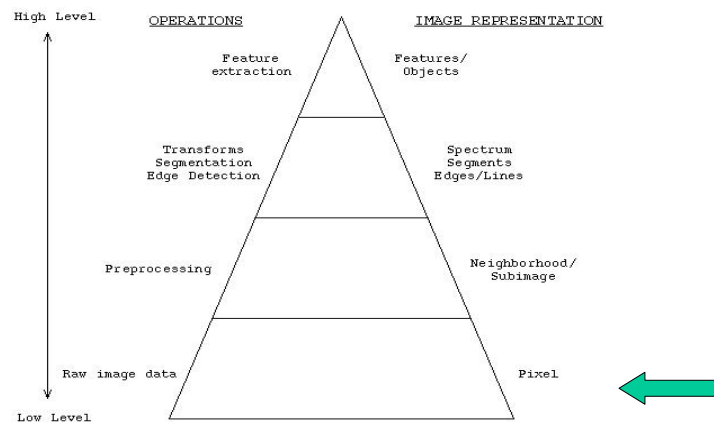 High Level
OPERATIONS
IMAGE REPRESENTATION
Feature
extraction
Features/
Objects
Transforms
Segmentation
Edge Detection
Spectrum
Segments
Edges/Lines
Preprocessing
Neighborhood/
Subimage
Raw image data
Pixel
Low Level